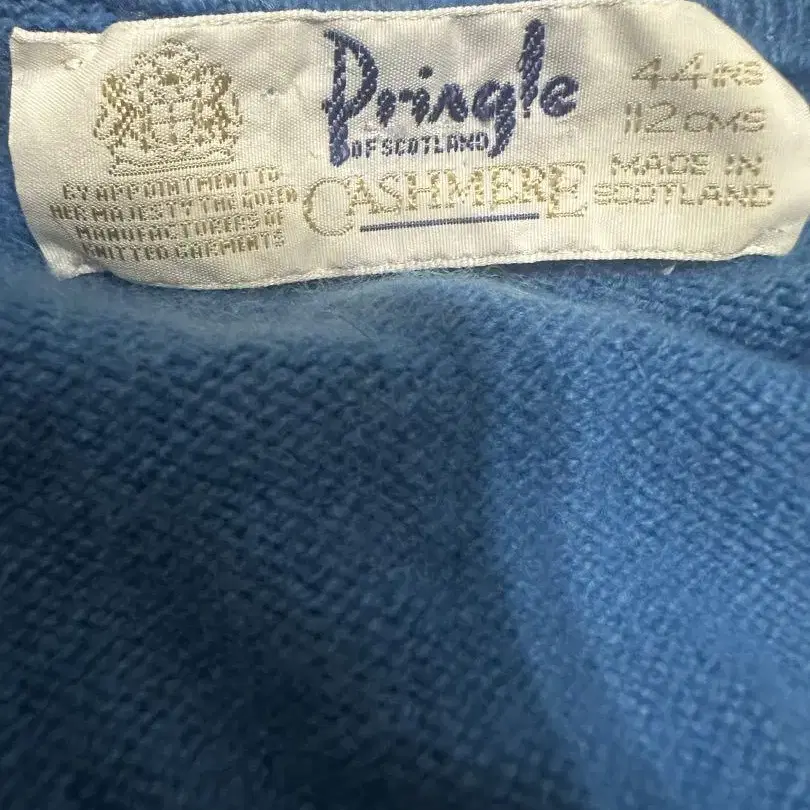 BY APPOINTMENT TO
HER MAJESTY THE QUEEN
MANUFACTURERS OF
KNITTED GARMENTS
Pringle
OF SCOTLAND
CASHMERE
44 INS
112 CMS
MADE IN
SCOTLAND